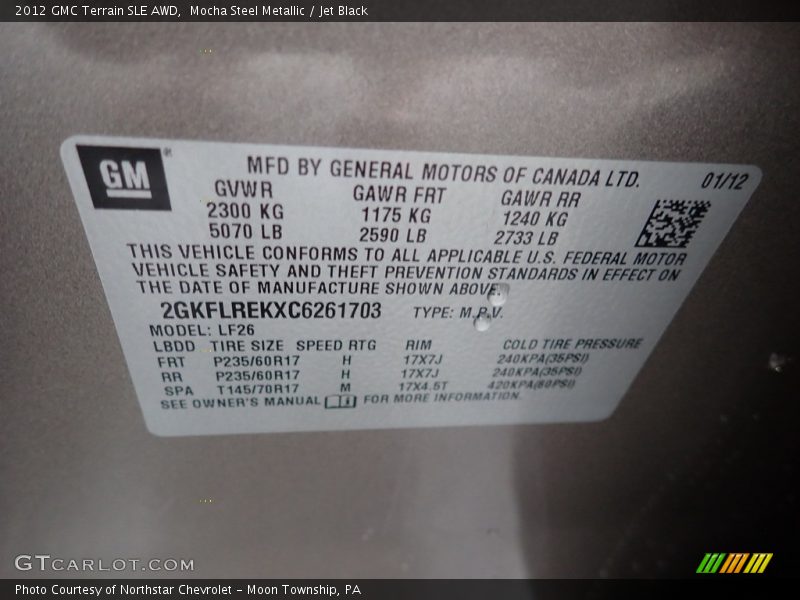 2012 GMC Terrain SLE AWD,  Mocha Steel Metallic / Jet Black
GM
MFD BY GENERAL MOTORS OF CANADA LTD. 01/12
GVWR GAWR FRT GAWR RR
2300 KG 1175 KG 1240 KG
5070 LB 2590 LB 2733 LB
THIS VEHICLE CONFORMS TO ALL APPLICABLE U.S. FEDERAL MOTOR
VEHICLE SAFETY AND THEFT PREVENTION STANDARDS IN EFFECT ON
THE DATE OF MANUFACTURE SHOWN ABOVE.
2GKFLREKXC6261703 TYPE: M.P.V.
MODEL: LF26
LBDD TIRE SIZE SPEED RTG RIM COLD TIRE PRESSURE
FRT P235/60R17 H 17X7J 240KPA(35PSI)
RR P235/60R17 H 17X7J 240KPA(35PSI)
SPA T145/70R17 M 17X4.5T 420KPA(60PSI)
SEE OWNER'S MANUAL FOR MORE INFORMATION.
GTCARLOT.COM
Photo Courtesy of Northstar Chevrolet - Moon Township, PA